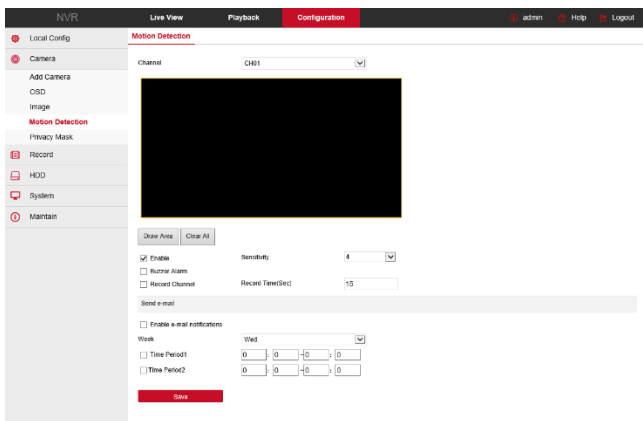 NVR Live View Playback Configuration admin Help Logout
Local Config
Camera
Add Camera
OSD
Image
Motion Detection
Privacy Mask
Record
HDD
System
Maintain
Motion Detection
Channel CH01
Draw Area Clear All
Enable Sensitivity 4
Buzzer Alarm
Record Channel Record Time(Sec) 15
Send e-mail
Enable e-mail notifications
Week Wed.
Time Period1 0 : 0 ~0 : 0
Time Period2 0 : 0 ~0 : 0
Save